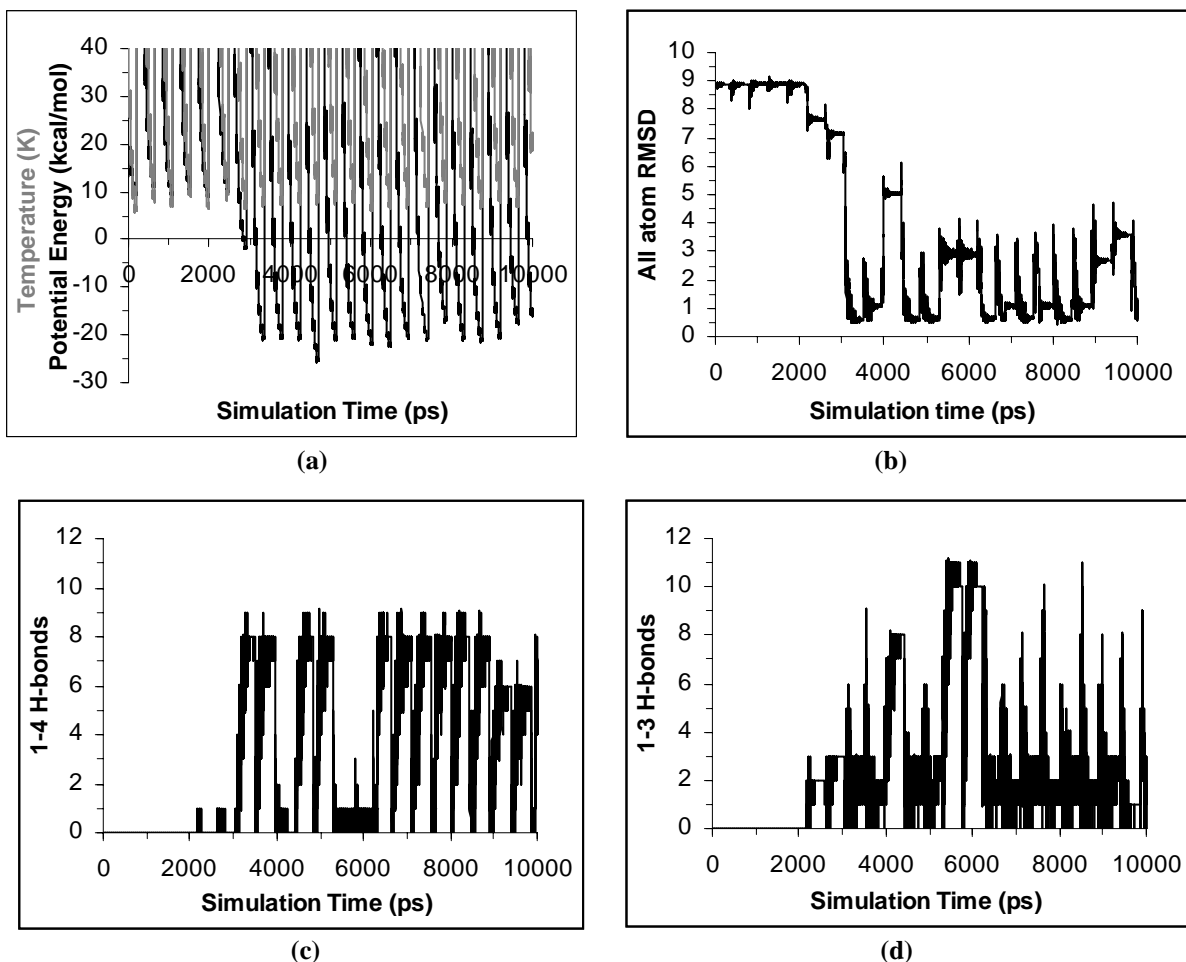 40
30
20
10
0
-10
-20
-30
0 2000 4000 6000 8000 10000
Temperature (K)
Potential Energy (kcal/mol)
Simulation Time (ps)
(a)
10
9
8
7
6
5
4
3
2
1
0
0 2000 4000 6000 8000 10000
All atom RMSD
Simulation time (ps)
(b)
12
10
8
6
4
2
0
0 2000 4000 6000 8000 10000
1-4 H-bonds
Simulation Time (ps)
(c)
12
10
8
6
4
2
0
0 2000 4000 6000 8000 10000
1-3 H-bonds
Simulation Time (ps)
(d)